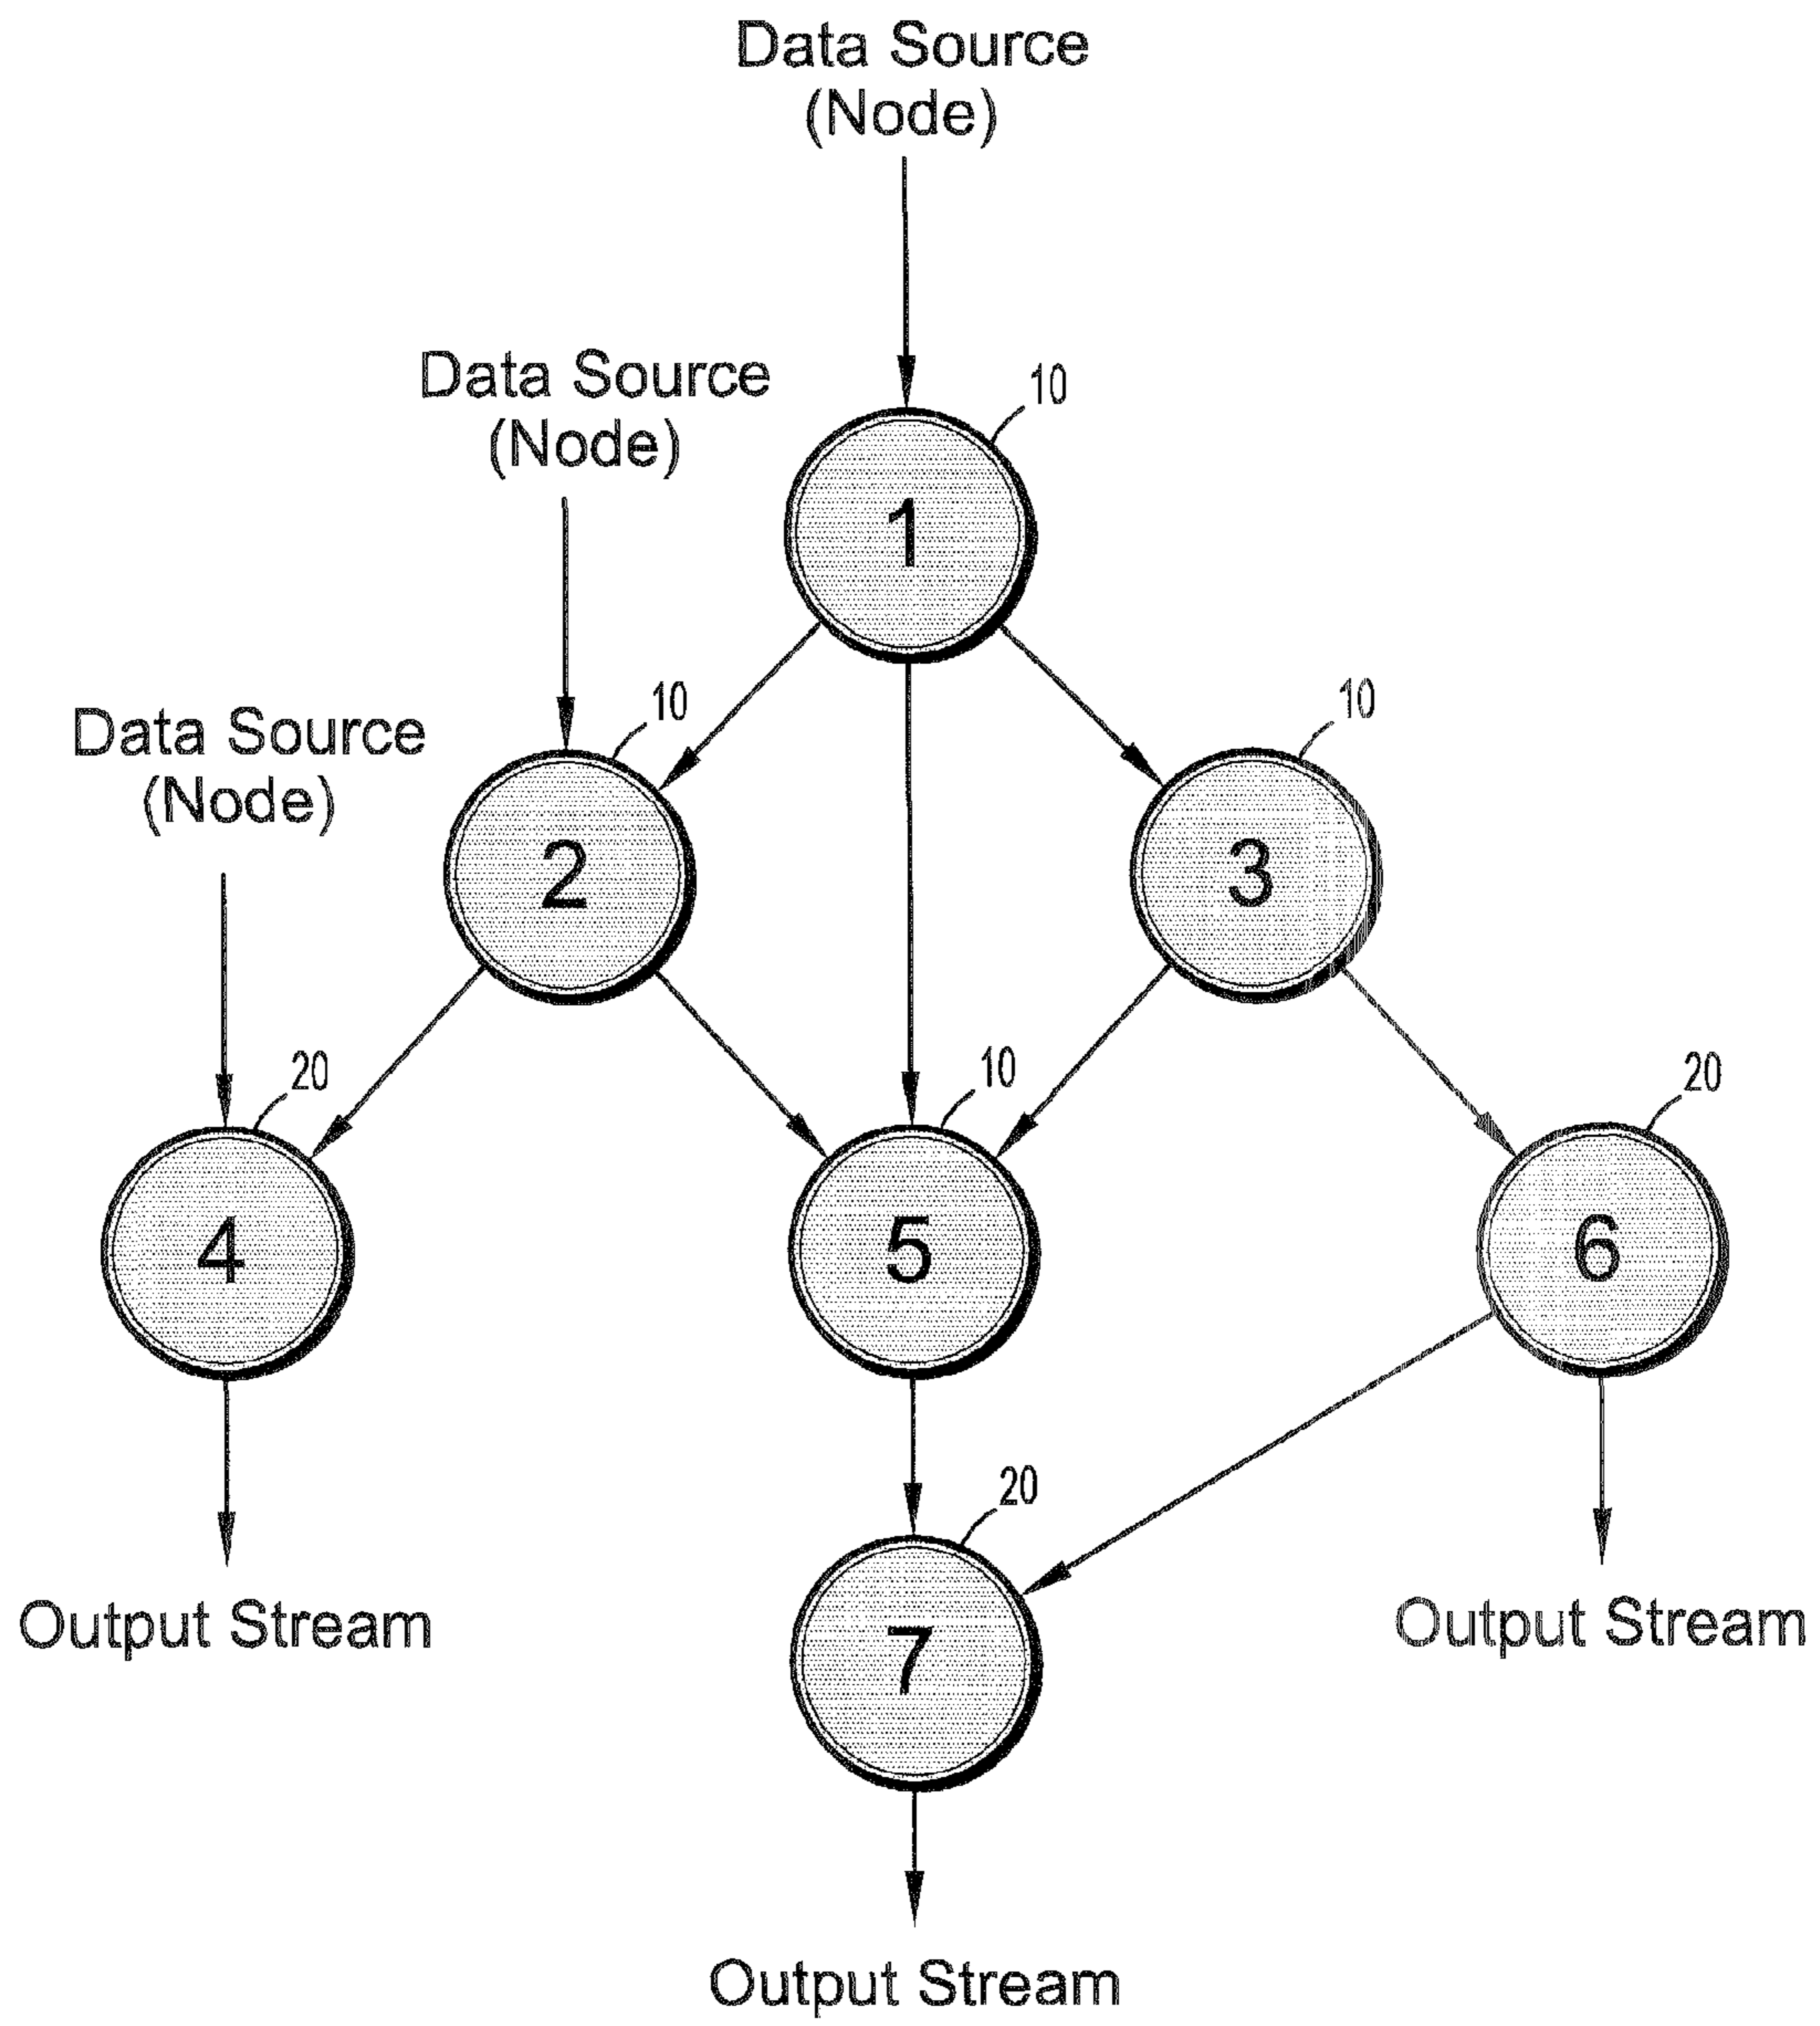 Data Source
(Node)
10
Data Source
(Node)
1
10
10
Data Source
(Node)
2
3
20
10
20
4
5
6
20
Output Stream
7
Output Stream
Output Stream